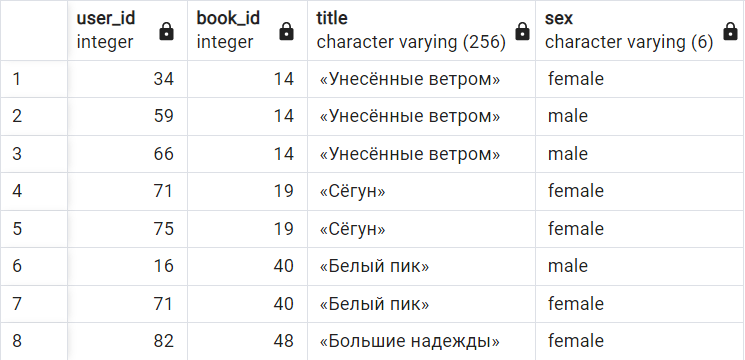 user_id book_id title sex
integer integer character varying (256) character varying (6)
1 34 14 «Унесённые ветром» female
2 59 14 «Унесённые ветром» male
3 66 14 «Унесённые ветром» male
4 71 19 «Сёгун» female
5 75 19 «Сёгун» female
6 16 40 «Белый пик» male
7 71 40 «Белый пик» female
8 82 48 «Большие надежды» female